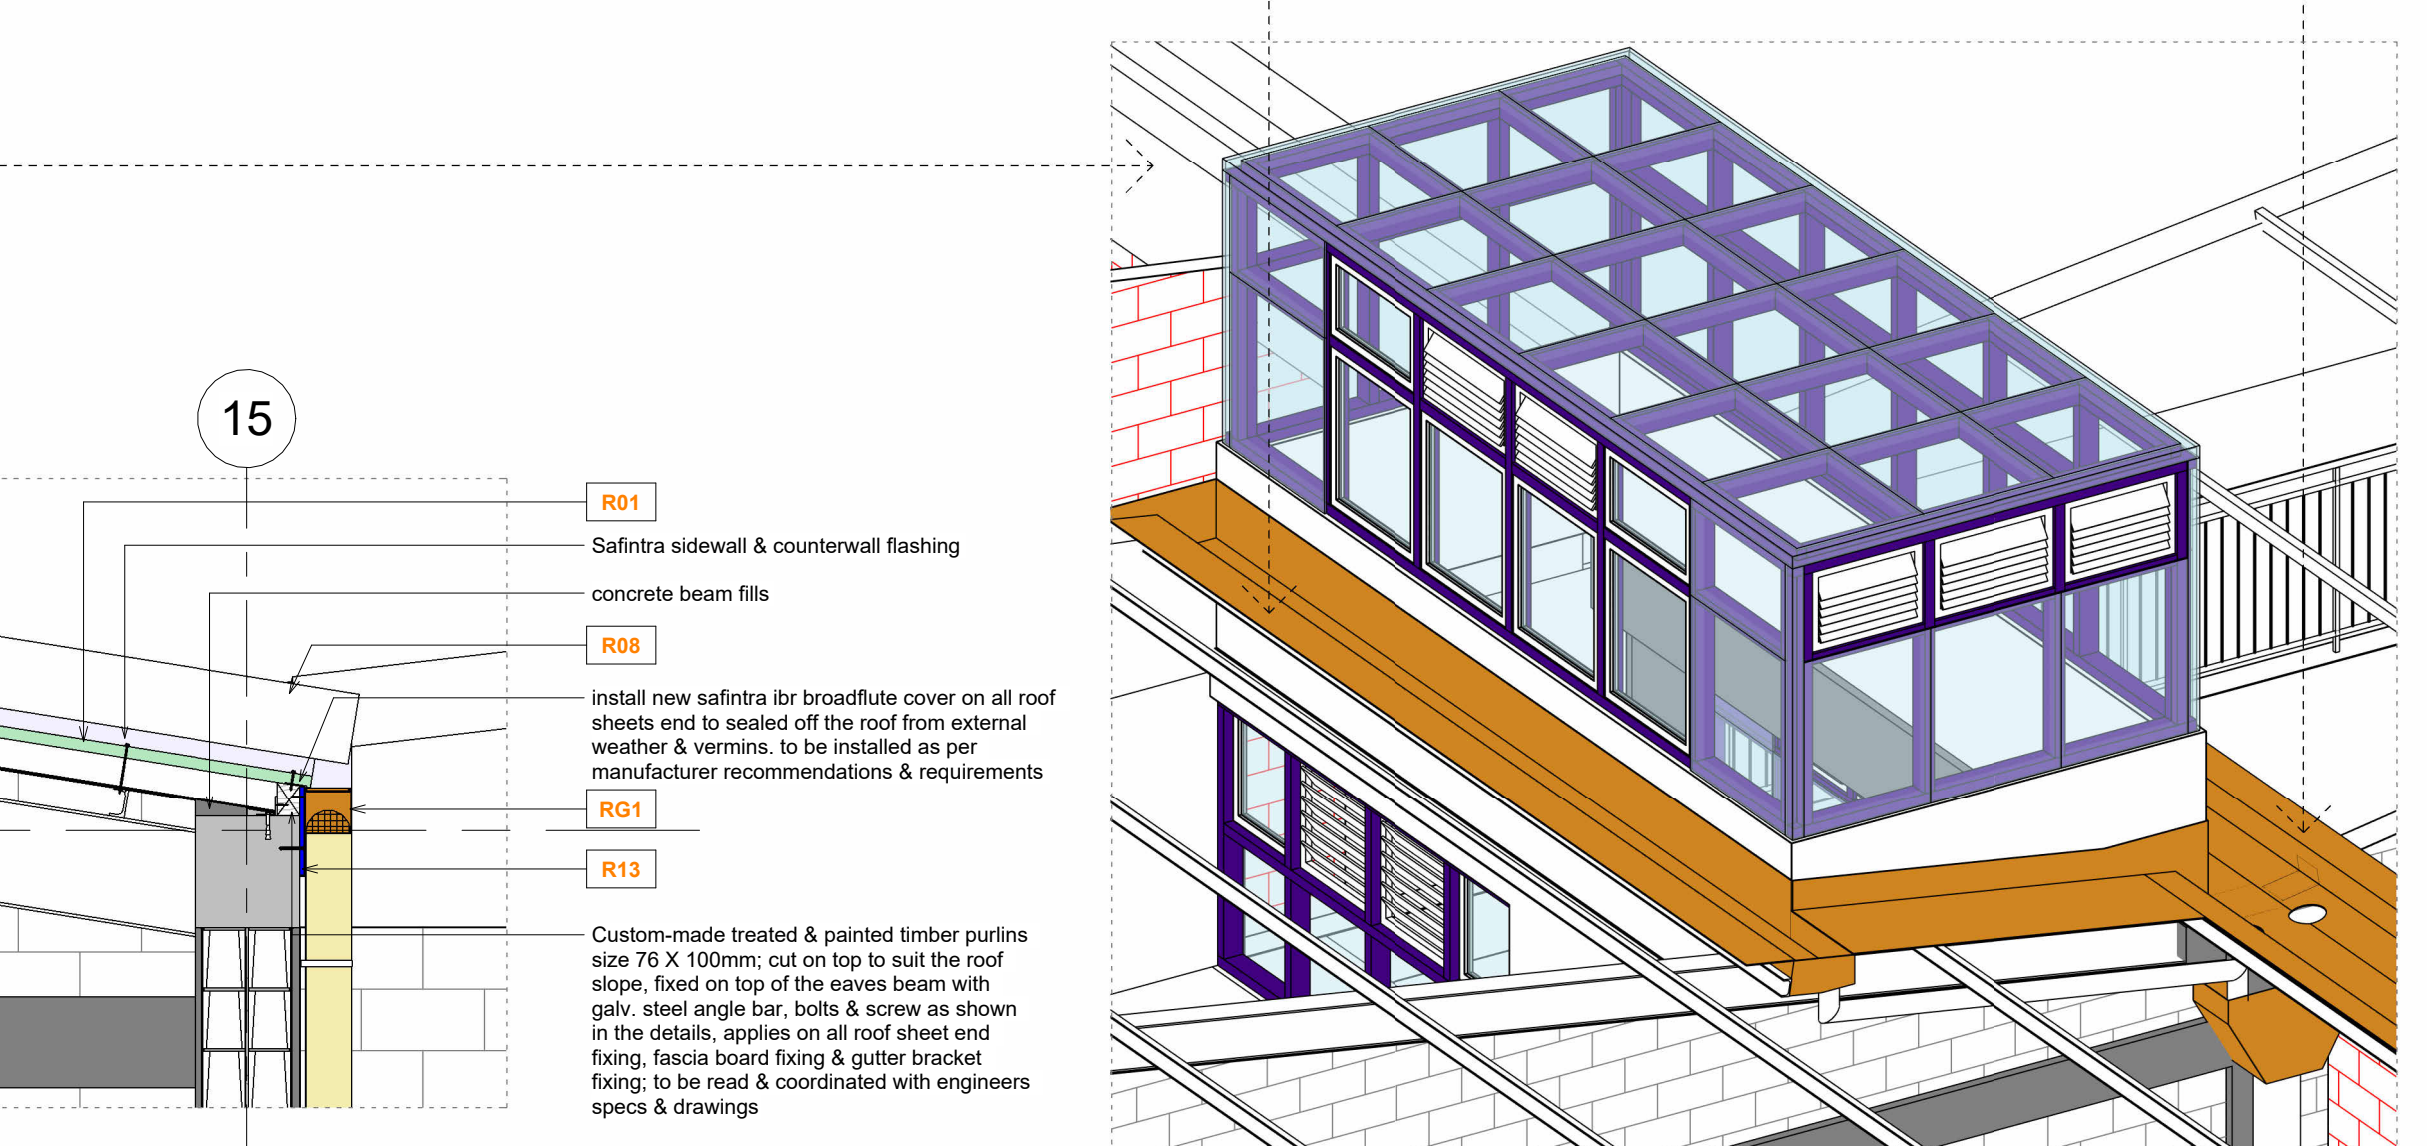 15
R01
Safintra sidewall & counterwall flashing
concrete beam fills
R08
install new safintra ibr broadflute cover on all roof
sheets end to sealed off the roof from external
weather & vermins. to be installed as per
manufacturer recommendations & requirements
RG1
R13
Custom-made treated & painted timber purlins
size 76 X 100mm; cut on top to suit the roof
slope, fixed on top of the eaves beam with
galv. steel angle bar, bolts & screw as shown
in the details, applies on all roof sheet end
fixing, fascia board fixing & gutter bracket
fixing; to be read & coordinated with engineers
specs & drawings